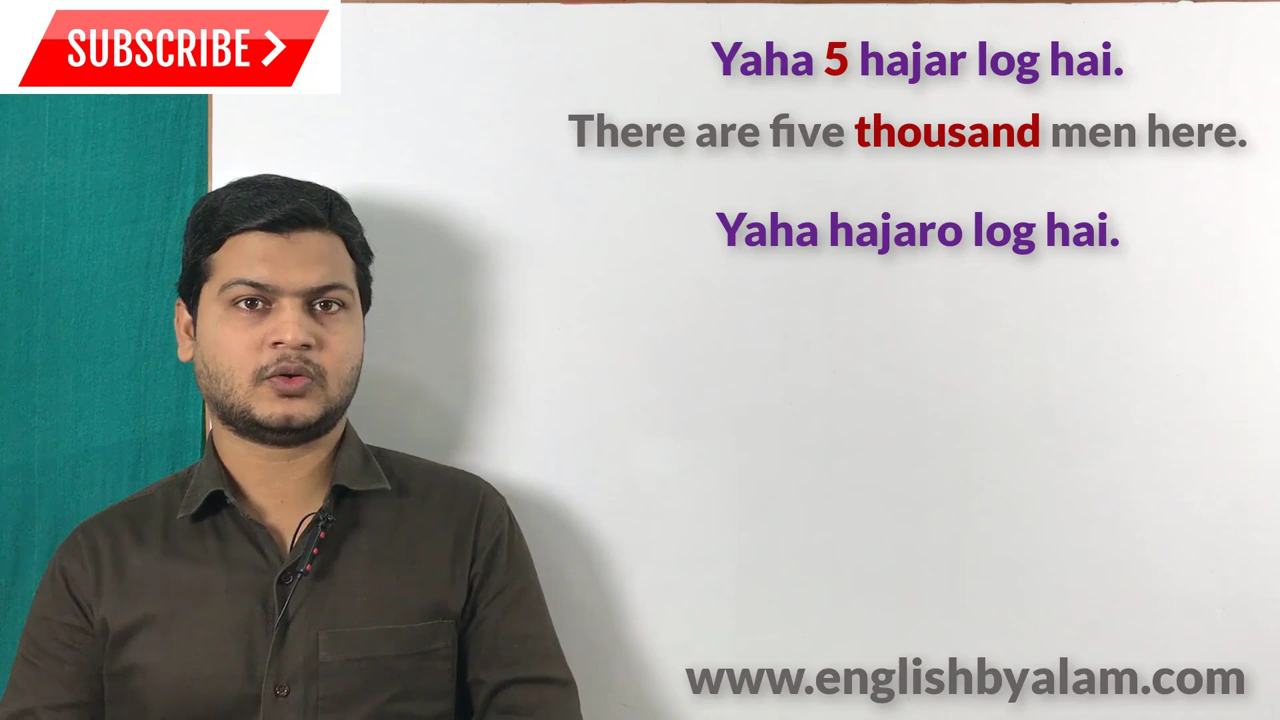 SUBSCRIBE
Yaha 5 hajar log hai.
There are five thousand men here.
Yaha hajaro log hai.
www.englishbyalam.com